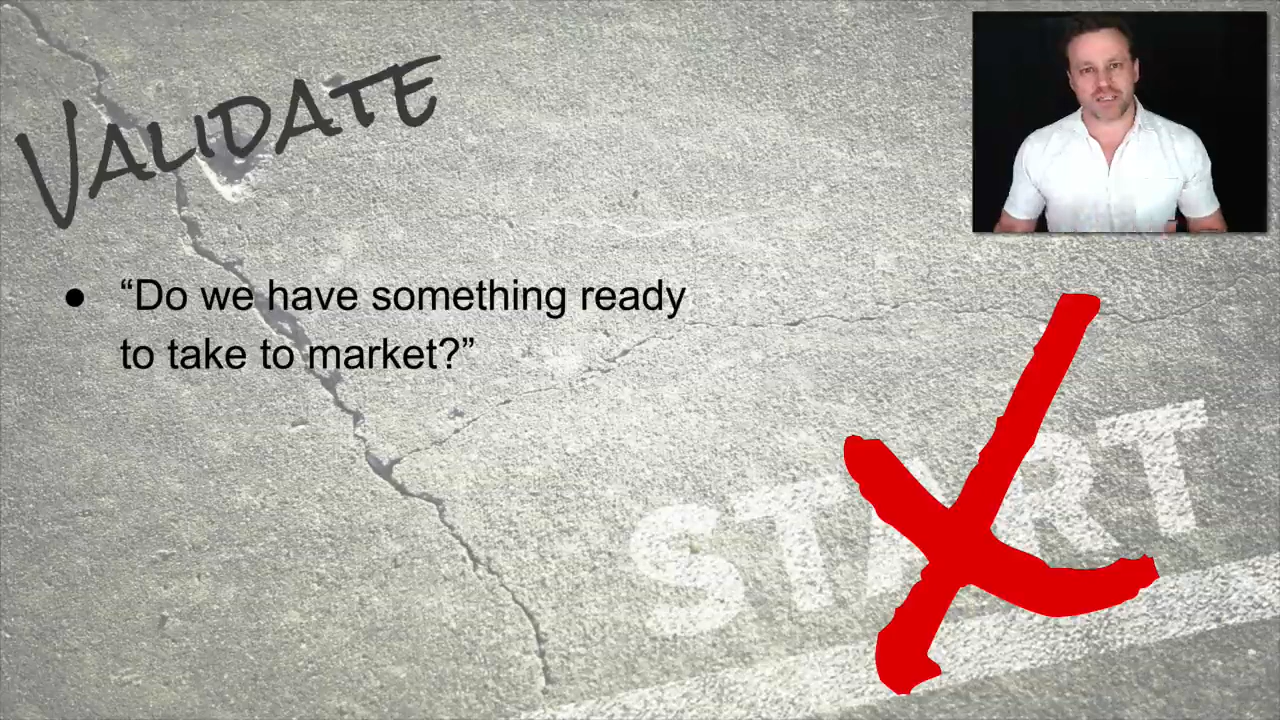 VALIDATE
● “Do we have something ready
to take to market?”
START